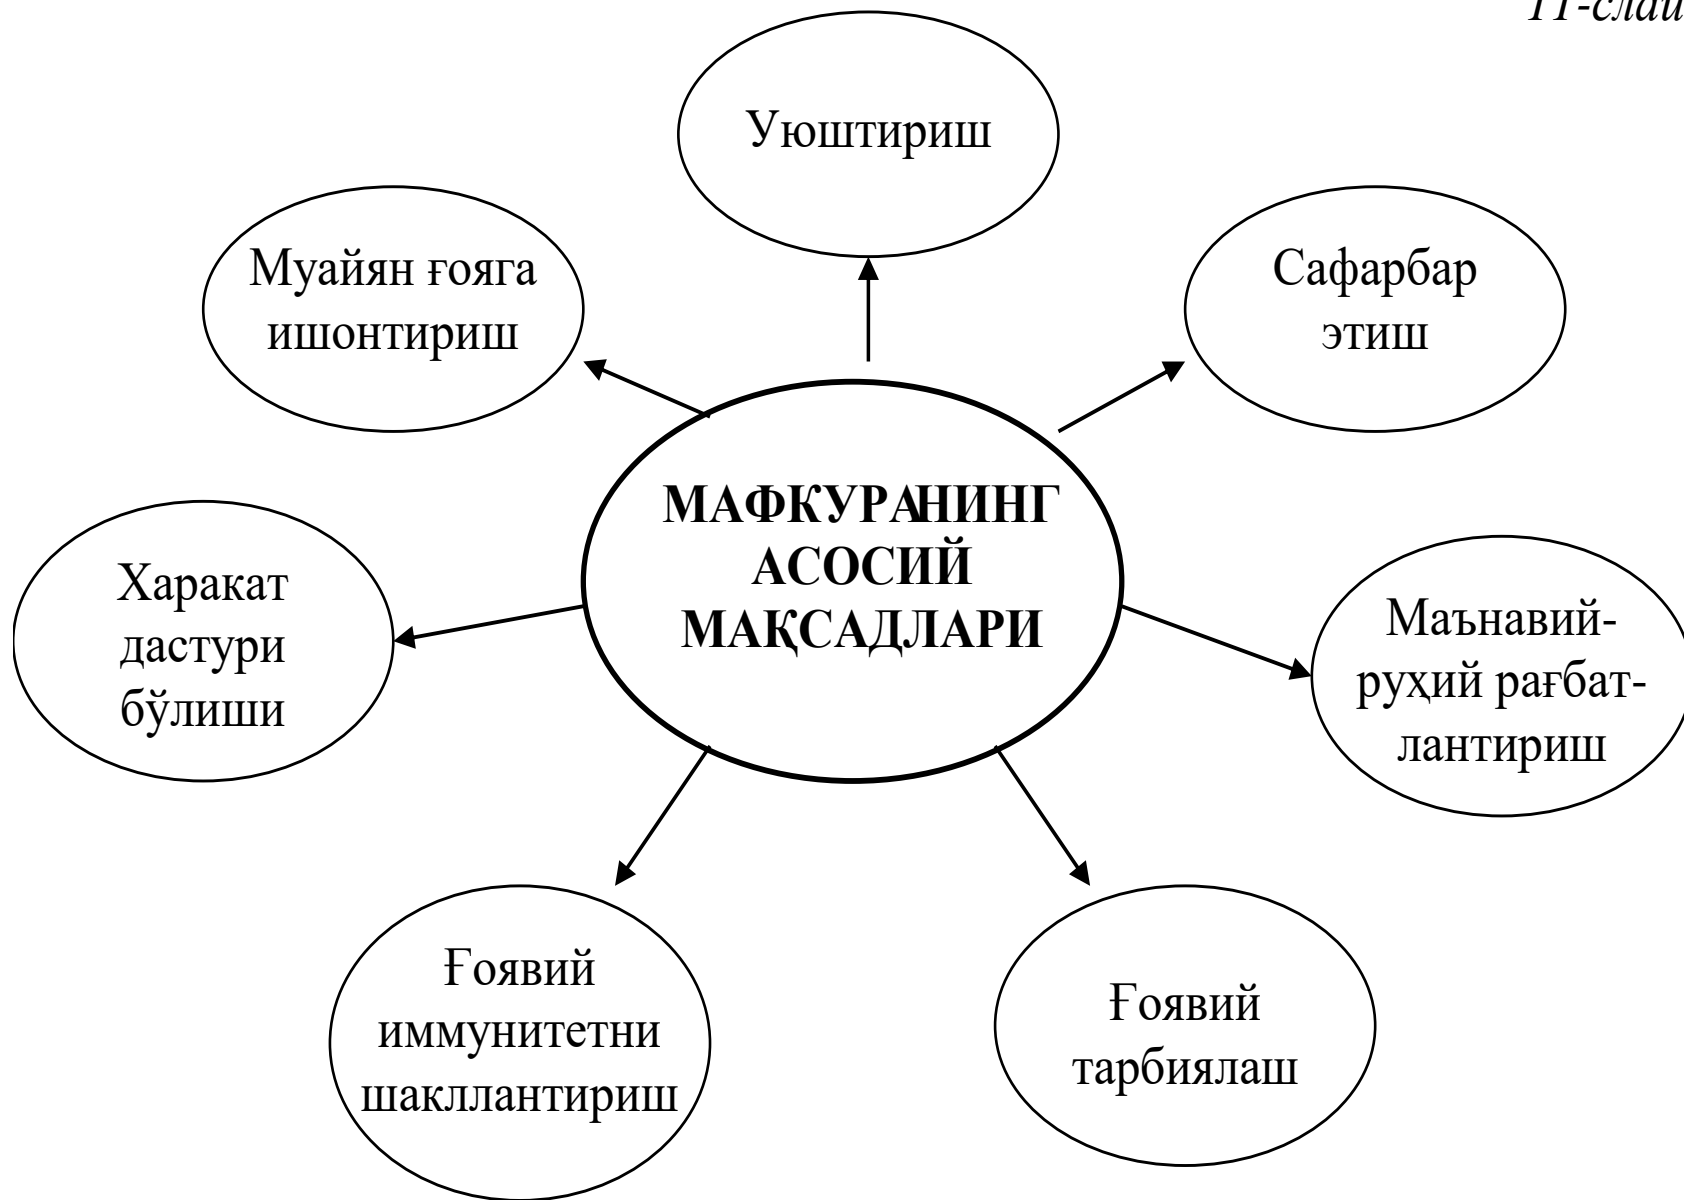 11-слай
Уюштириш
Муайян ғояга
ишонтириш
Сафарбар
этиш
МАФКУРАНИНГ
АСОСИЙ
МАҚСАДЛАРИ
Харакат
дастури
бўлиши
Маънавий-
руҳий рағбат-
лантириш
Ғоявий
иммунитетни
шакллантириш
Ғоявий
тарбиялаш